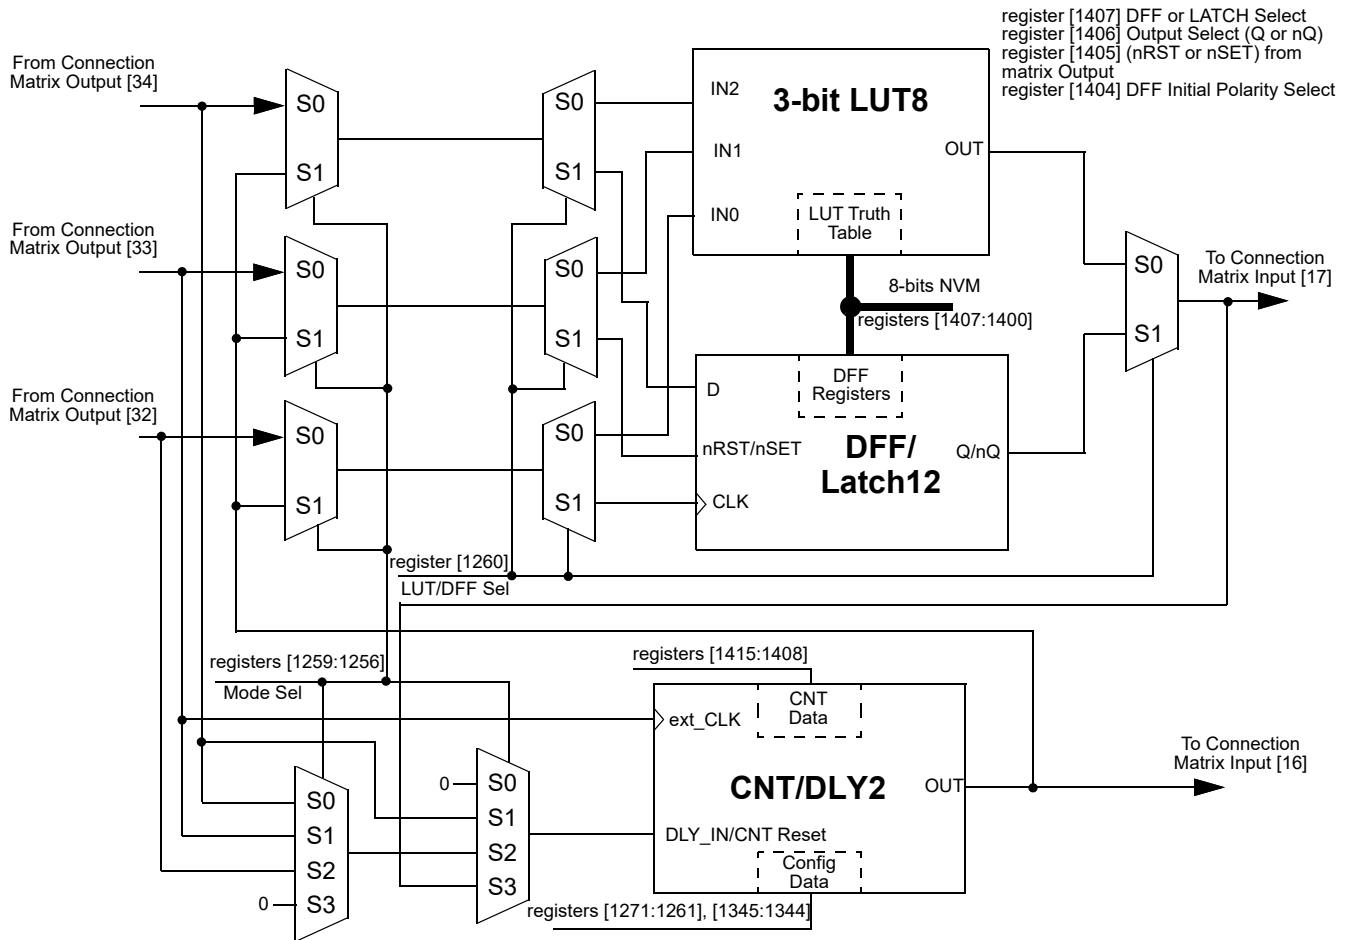 register [1407] DFF or LATCH Select
register [1406] Output Select (Q or nQ)
register [1405] (nRST or nSET) from
matrix Output
register [1404] DFF Initial Polarity Select
From Connection
Matrix Output [34]
S0
S1
S0
S1
IN2
3-bit LUT8
IN1
OUT
IN0
LUT Truth
Table
From Connection
Matrix Output [33]
S0
S1
S0
S1
8-bits NVM
registers [1407:1400]
S0
S1
To Connection
Matrix Input [17]
From Connection
Matrix Output [32]
S0
S1
S0
S1
DFF
Registers
D
nRST/nSET
DFF/
Latch12
Q/nQ
CLK
register [1260]
LUT/DFF Sel
registers [1259:1256]
Mode Sel
registers [1415:1408]
CNT
Data
ext_CLK
CNT/DLY2
OUT
To Connection
Matrix Input [16]
DLY_IN/CNT Reset
Config
Data
0
S0
S1
S2
S3
S0
S1
S2
0
S3
registers [1271:1261], [1345:1344]